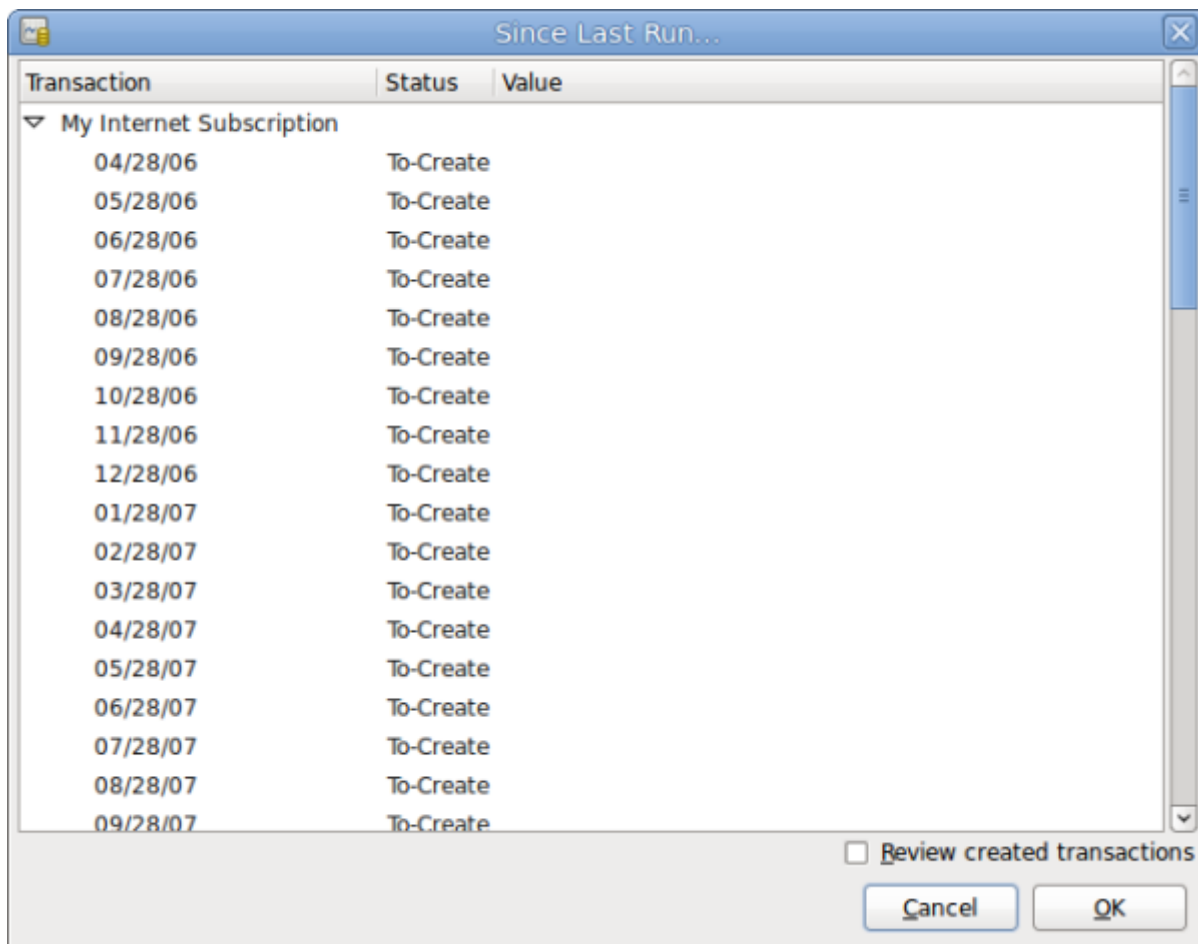 Since Last Run...
Transaction Status Value
My Internet Subscription
04/28/06 To-Create
05/28/06 To-Create
06/28/06 To-Create
07/28/06 To-Create
08/28/06 To-Create
09/28/06 To-Create
10/28/06 To-Create
11/28/06 To-Create
12/28/06 To-Create
01/28/07 To-Create
02/28/07 To-Create
03/28/07 To-Create
04/28/07 To-Create
05/28/07 To-Create
06/28/07 To-Create
07/28/07 To-Create
08/28/07 To-Create
09/28/07 To-Create
Review created transactions
Cancel OK